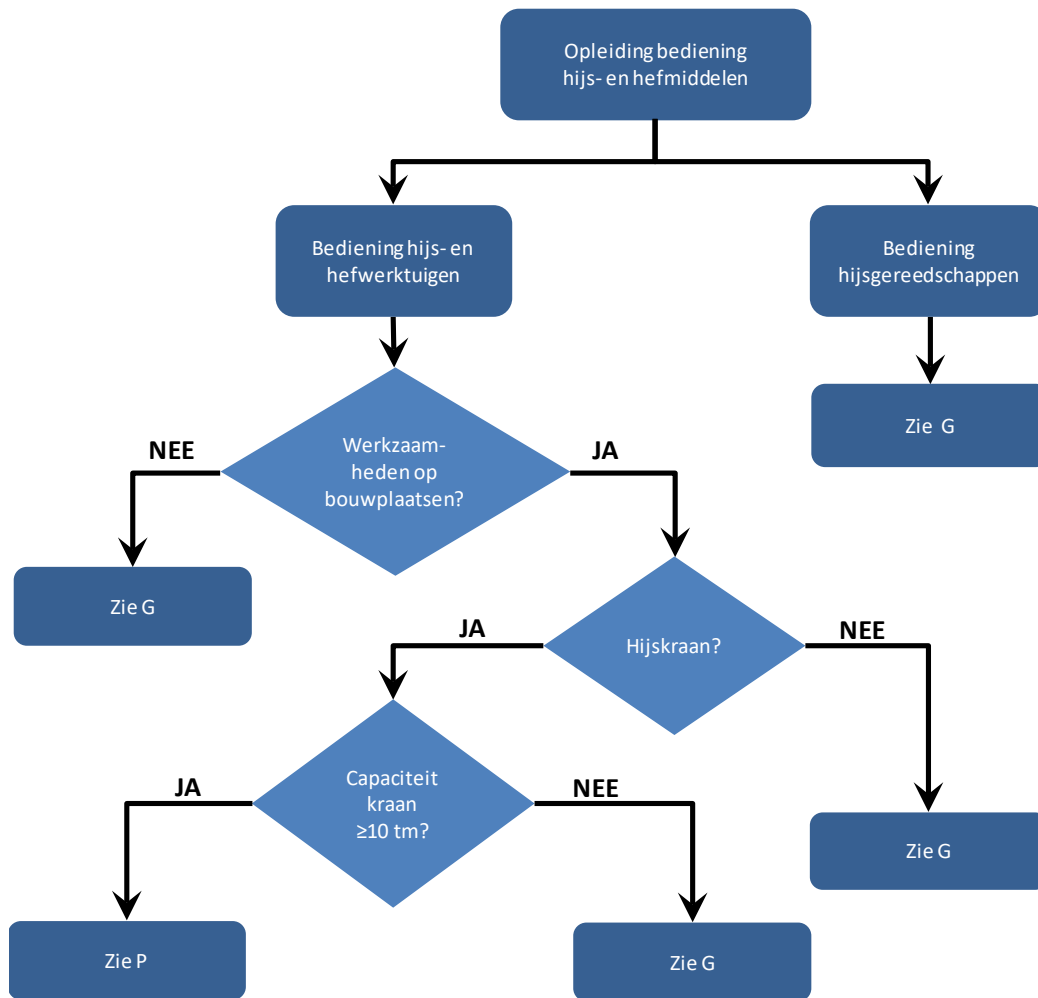 Opleiding bediening
hijs- en hefmiddelen
Bediening hijs- en
hefwerktuigen
Bediening
hijsgereedschappen
Zie G
NEE
Werkzaam-
heden op
bouwplaatsen?
JA
Zie G
JA
Hijskraan?
NEE
JA
Capaciteit
kraan
≥10 tm?
NEE
Zie G
Zie P
Zie G